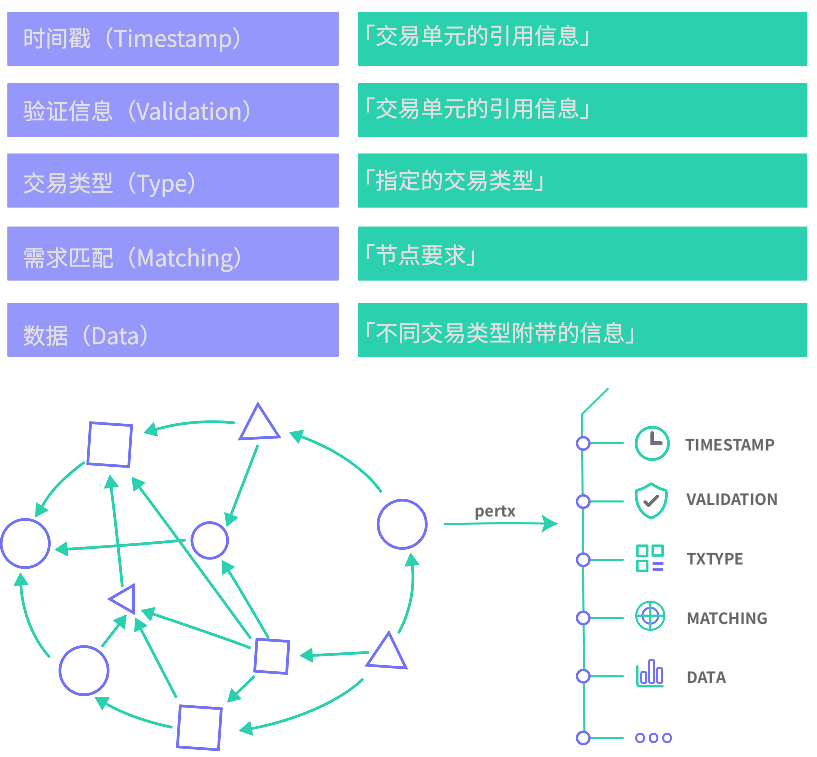 时间戳（Timestamp）
「交易单元的引用信息」
验证信息（Validation）
「交易单元的引用信息」
交易类型（Type）
「指定的交易类型」
需求匹配（Matching）
「节点要求」
数据（Data）
「不同交易类型附带的信息」
pertx
TIMESTAMP
VALIDATION
TXTYPE
MATCHING
DATA